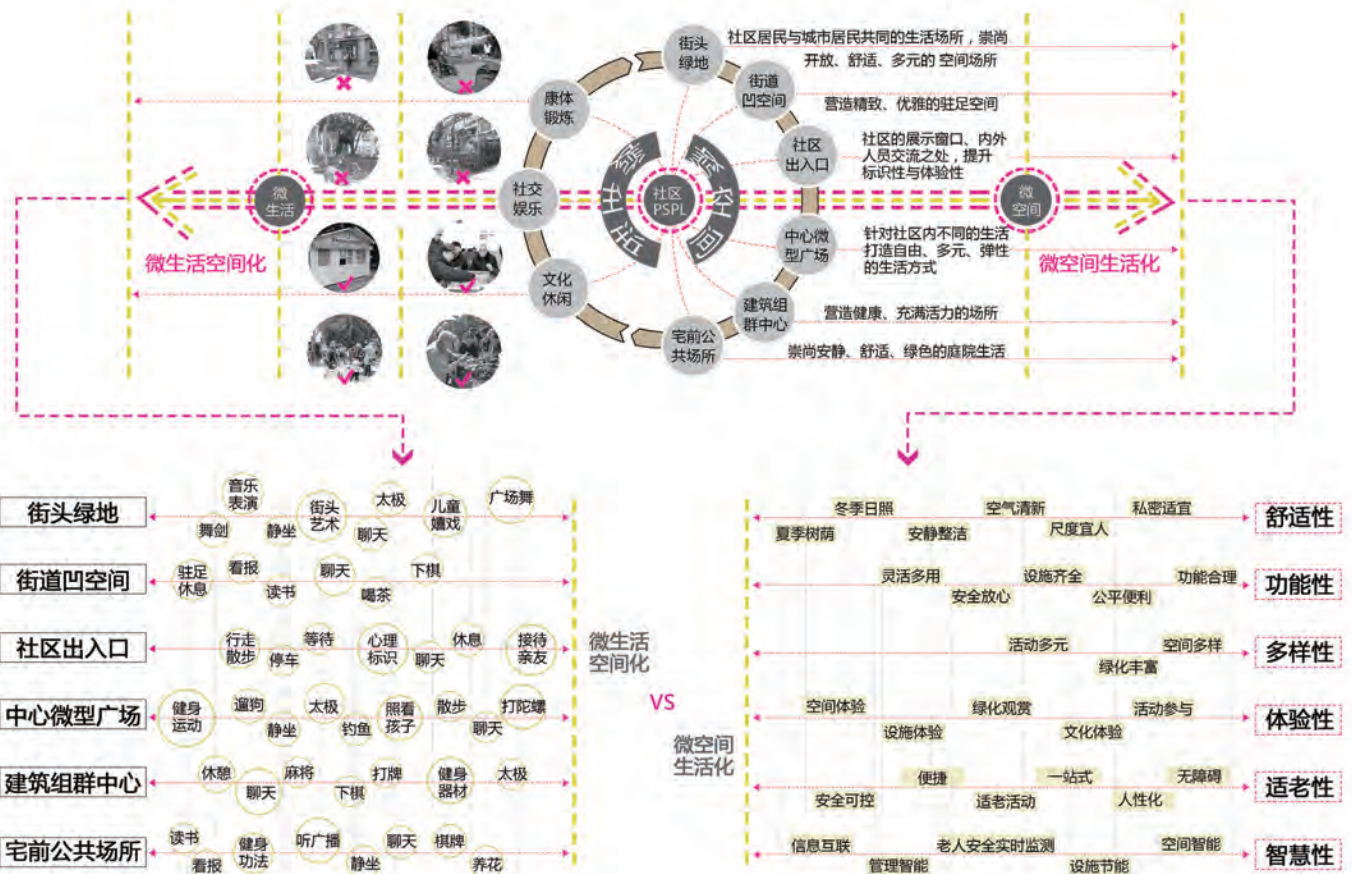 街头
绿地
社区居民与城市居民共同的生活场所，崇尚
开放、舒适、多元的 空间场所
街道
凹空间
营造精致、优雅的驻足空间
康体
锻炼
社区
出入口
社区的展示窗口、内外
人员交流之处，提升
标识性与体验性
微
生活
社交
娱乐
微生活
社区
PSPL
微空间
微
空间
微生活空间化
中心微
型广场
针对社区内不同的生活
打造自由、多元、弹性
的生活方式
微空间生活化
文化
休闲
建筑组
群中心
营造健康、充满活力的场所
宅前公
共场所
崇尚安静、舒适、绿色的庭院生活
街头绿地
音乐
表演
舞剑
静坐
街头
艺术
太极
聊天
儿童
嬉戏
广场舞
街道凹空间
驻足
休息
看报
读书
聊天
喝茶
下棋
社区出入口
行走
散步
停车
等待
心理
标识
聊天
休息
接待
亲友
中心微型广场
健身
运动
遛狗
静坐
太极
钓鱼
照看
孩子
散步
聊天
打陀螺
建筑组群中心
休憩
聊天
麻将
下棋
打牌
健身
器材
太极
宅前公共场所
读书
看报
健身
功法
听广播
静坐
聊天
棋牌
养花
微生活
空间化
VS
微空间
生活化
夏季树荫
冬季日照
安静整洁
空气清新
尺度宜人
私密适宜
舒适性
灵活多用
安全放心
设施齐全
公平便利
功能合理
功能性
活动多元
绿化丰富
空间多样
多样性
空间体验
设施体验
绿化观赏
文化体验
活动参与
体验性
安全可控
便捷
适老活动
一站式
人性化
无障碍
适老性
信息互联
管理智能
老人安全实时监测
设施节能
空间智能
智慧性